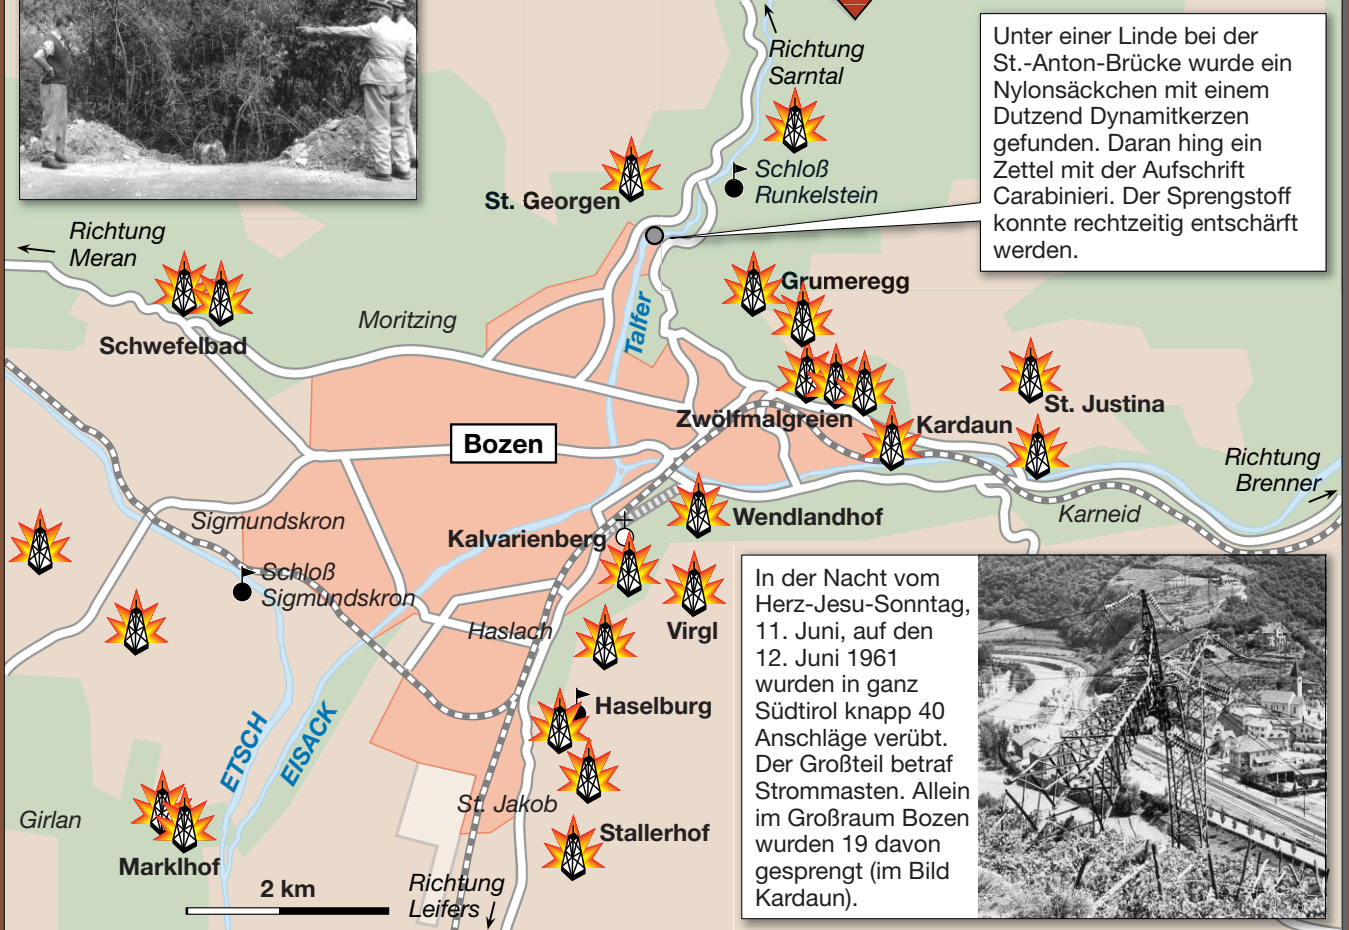 Richtung
Sarntal
Unter einer Linde bei der
St.-Anton-Brücke wurde ein
Nylonsäckchen mit einem
Dutzend Dynamitkerzen
gefunden. Daran hing ein
Zettel mit der Aufschrift
Carabinieri. Der Sprengstoff
konnte rechtzeitig entschärft
werden.
Schloß
Runkelstein
St. Georgen
Richtung
Meran
Grumeregg
Talfer
Moritzing
Schwefelbad
St. Justina
Zwölfmalgreien
Kardaun
Bozen
Richtung
Brenner
Sigmundskron
Wendlandhof
Karneid
Kalvarienberg
Schloß
Sigmundskron
Haslach
Virgl
In der Nacht vom
Herz-Jesu-Sonntag,
11. Juni, auf den
12. Juni 1961
wurden in ganz
Südtirol knapp 40
Anschläge verübt.
Der Großteil betraf
Strommasten. Allein
im Großraum Bozen
wurden 19 davon
gesprengt (im Bild
Kardaun).
Haselburg
ETSCH
EISACK
St. Jakob
Girlan
Stallerhof
Marklhof
2 km
Richtung
Leifers